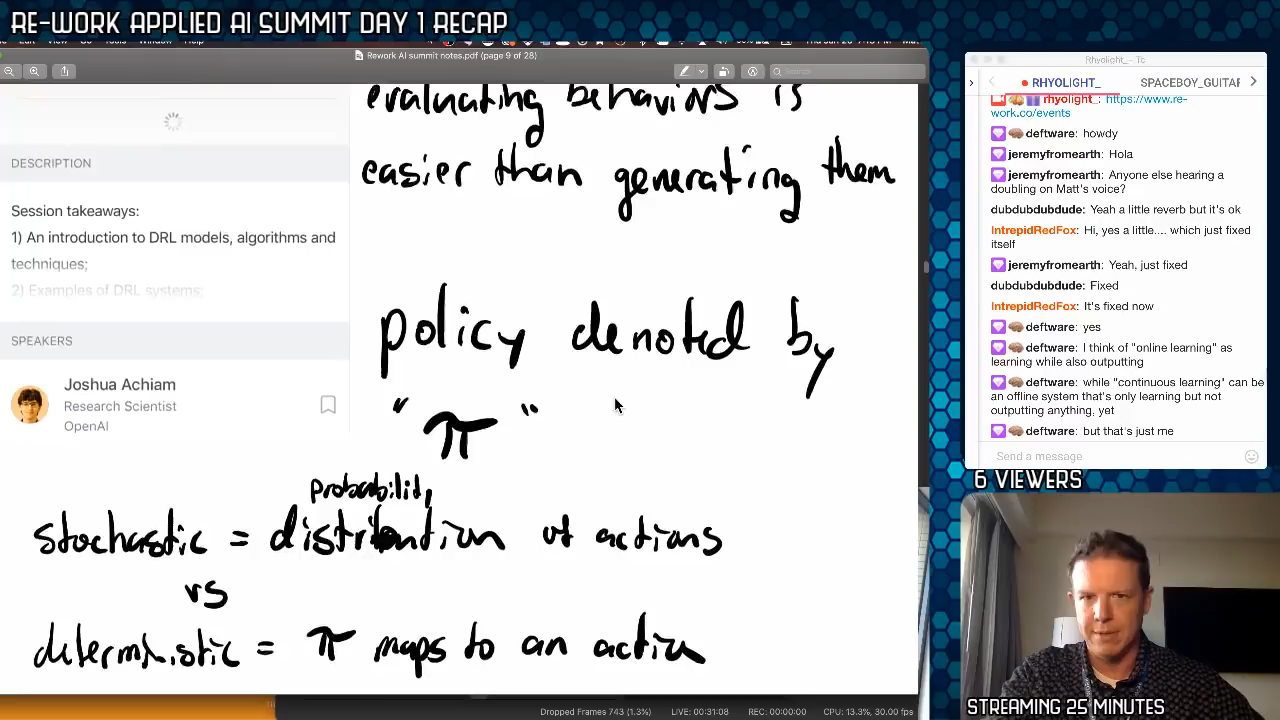 RE-WORK APPLIED AI SUMMIT DAY 1 RECAP
Rework AI summit notes.pdf (page 9 of 28)
Search
DESCRIPTION
Session takeaways:
1) An introduction to DRL models, algorithms and
techniques;
2) Examples of DRL systems;
SPEAKERS
Joshua Achiam
Research Scientist
OpenAI
evaluating behaviors is
easier than generating them
policy denoted by
"π"
probability
stochastic = distribution of actions
vs
deterministic = π maps to an action
Rhyolight_ - Tc
RHYOLIGHT_ SPACEBOY_GUITAR
rhyolight_: https://www.re-
work.co/events
deftware: howdy
jeremyfromearth: Hola
jeremyfromearth: Anyone else hearing a
doubling on Matt's voice?
dubdubdubdude: Yeah a little reverb but it's ok
IntrepidRedFox: Hi, yes a little.... which just fixed
itself
jeremyfromearth: Yeah, just fixed
dubdubdubdude: Fixed
IntrepidRedFox: It's fixed now
deftware: yes
deftware: I think of "online learning" as
learning while also outputting
deftware: while "continuous learning" can be
an offline system that's only learning but not
outputting anything, yet
deftware: but that's just me
Send a message
6 VIEWERS
STREAMING 25 MINUTES
Dropped Frames 743 (1.3%) LIVE: 00:31:08 REC: 00:00:00 CPU: 13.3%, 30.00 fps